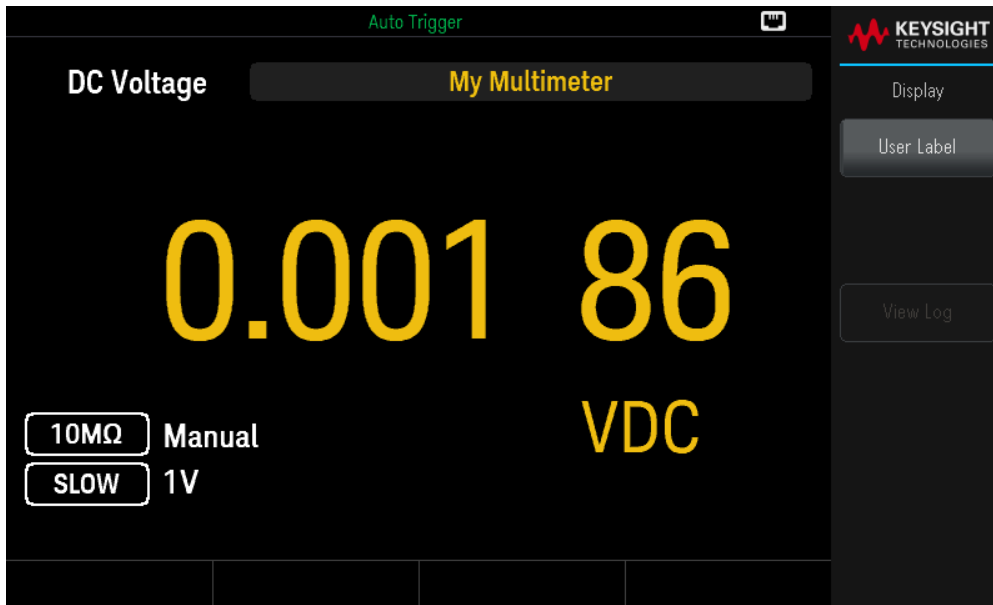 Auto Trigger
KEYSIGHT
TECHNOLOGIES
DC Voltage
My Multimeter
Display
User Label
0.001 86
View Log
VDC
10MΩ Manual
SLOW 1V